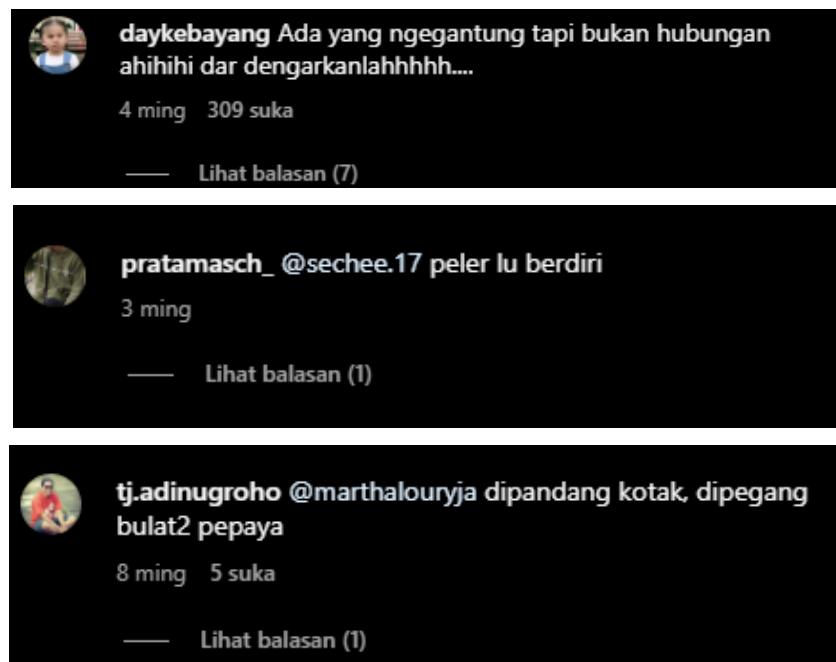 daykebayang Ada yang ngegantung tapi bukan hubungan
ahihihi dar dengarkanlahhhhh....
4 ming 309 suka
Lihat balasan (7)
pratamasch_ @sechee.17 peler lu berdiri
3 ming
Lihat balasan (1)
tj.adinugroho @marthalouryja dipandang kotak, dipegang
bulat2 pepaya
8 ming 5 suka
Lihat balasan (1)